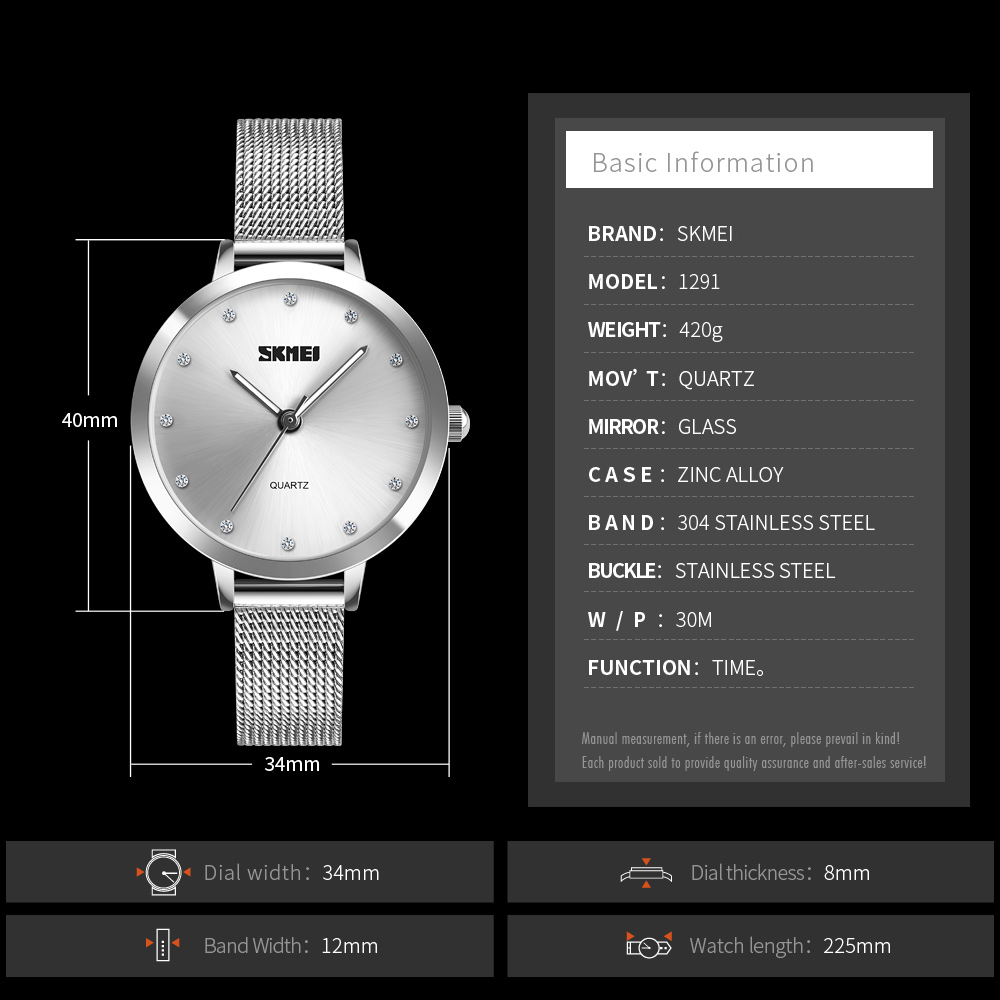 SKMEI
QUARTZ
40mm
34mm
Basic Information
BRAND: SKMEI
MODEL: 1291
WEIGHT: 420g
MOV’ T: QUARTZ
MIRROR: GLASS
CASE: ZINC ALLOY
BAND: 304 STAINLESS STEEL
BUCKLE: STAINLESS STEEL
W / P : 30M
FUNCTION: TIME。
Manual measurement, if there is an error, please prevail in kind!
Each product sold to provide quality assurance and after-sales service!
Dial width: 34mm
Dial thickness: 8mm
Band Width: 12mm
Watch length: 225mm